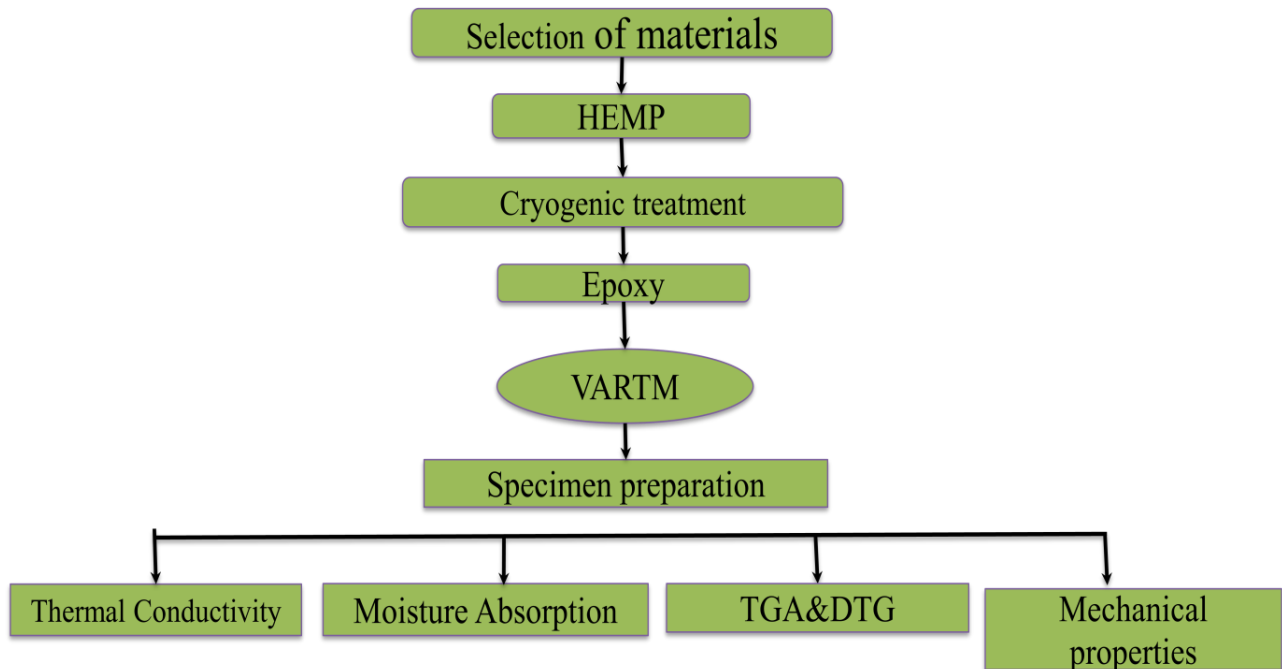 Selection of materials
HEMP
Cryogenic treatment
Epoxy
VARTM
Specimen preparation
Thermal Conductivity
Moisture Absorption
TGA&DTG
Mechanical
properties